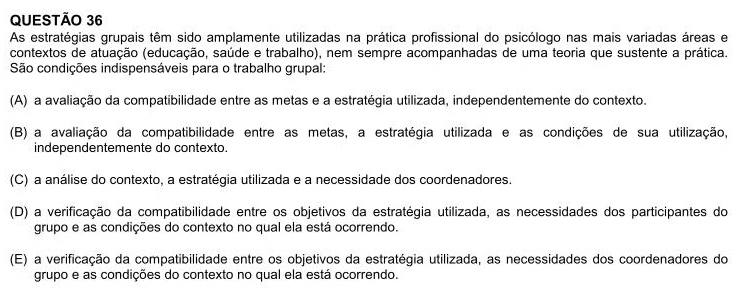 QUESTÃO 36
As estratégias grupais têm sido amplamente utilizadas na prática profissional do psicólogo nas mais variadas áreas e
contextos de atuação (educação, saúde e trabalho), nem sempre acompanhadas de uma teoria que sustente a prática.
São condições indispensáveis para o trabalho grupal:
(A) a avaliação da compatibilidade entre as metas e a estratégia utilizada, independentemente do contexto.
(B) a avaliação da compatibilidade entre as metas, a estratégia utilizada e as condições de sua utilização,
independentemente do contexto.
(C) a análise do contexto, a estratégia utilizada e a necessidade dos coordenadores.
(D) a verificação da compatibilidade entre os objetivos da estratégia utilizada, as necessidades dos participantes do
grupo e as condições do contexto no qual ela está ocorrendo.
(E) a verificação da compatibilidade entre os objetivos da estratégia utilizada, as necessidades dos coordenadores do
grupo e as condições do contexto no qual ela está ocorrendo.